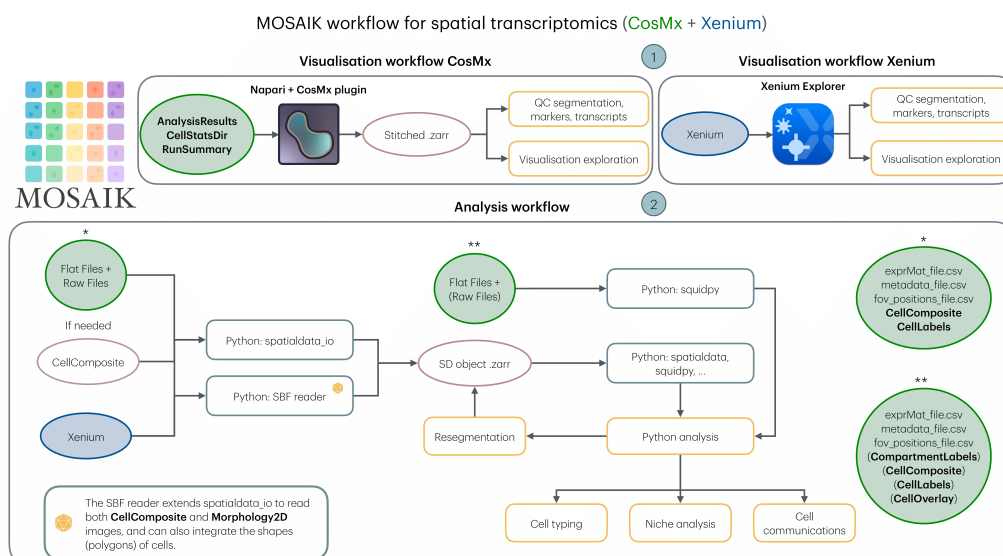 MOSAIK workflow for spatial transcriptomics (CosMx + Xenium)
1
Visualisation workflow CosMx
Visualisation workflow Xenium
AnalysisResults
CellStatsDir
RunSummary
Napari + CosMx plugin
Stitched .zarr
QC segmentation,
markers, transcripts
Visualisation exploration
Xenium
Xenium Explorer
QC segmentation,
markers, transcripts
Visualisation exploration
MOSAIK
Analysis workflow
2
*
Flat Files +
Raw Files
If needed
CellComposite
Xenium
Python: spatialdata_io
Python: SBF reader
**
Flat Files +
(Raw Files)
SD object .zarr
Resegmentation
Python: squidpy
Python: spatialdata,
squidpy, ...
Python analysis
Cell typing
Niche analysis
Cell
communications
*
exprMat_file.csv
metadata_file.csv
fov_positions_file.csv
CellComposite
CellLabels
**
exprMat_file.csv
metadata_file.csv
fov_positions_file.csv
(CompartmentLabels)
(CellComposite)
(CellLabels)
(CellOverlay)
The SBF reader extends spatialdata_io to read
both CellComposite and Morphology2D
images, and can also integrate the shapes
(polygons) of cells.